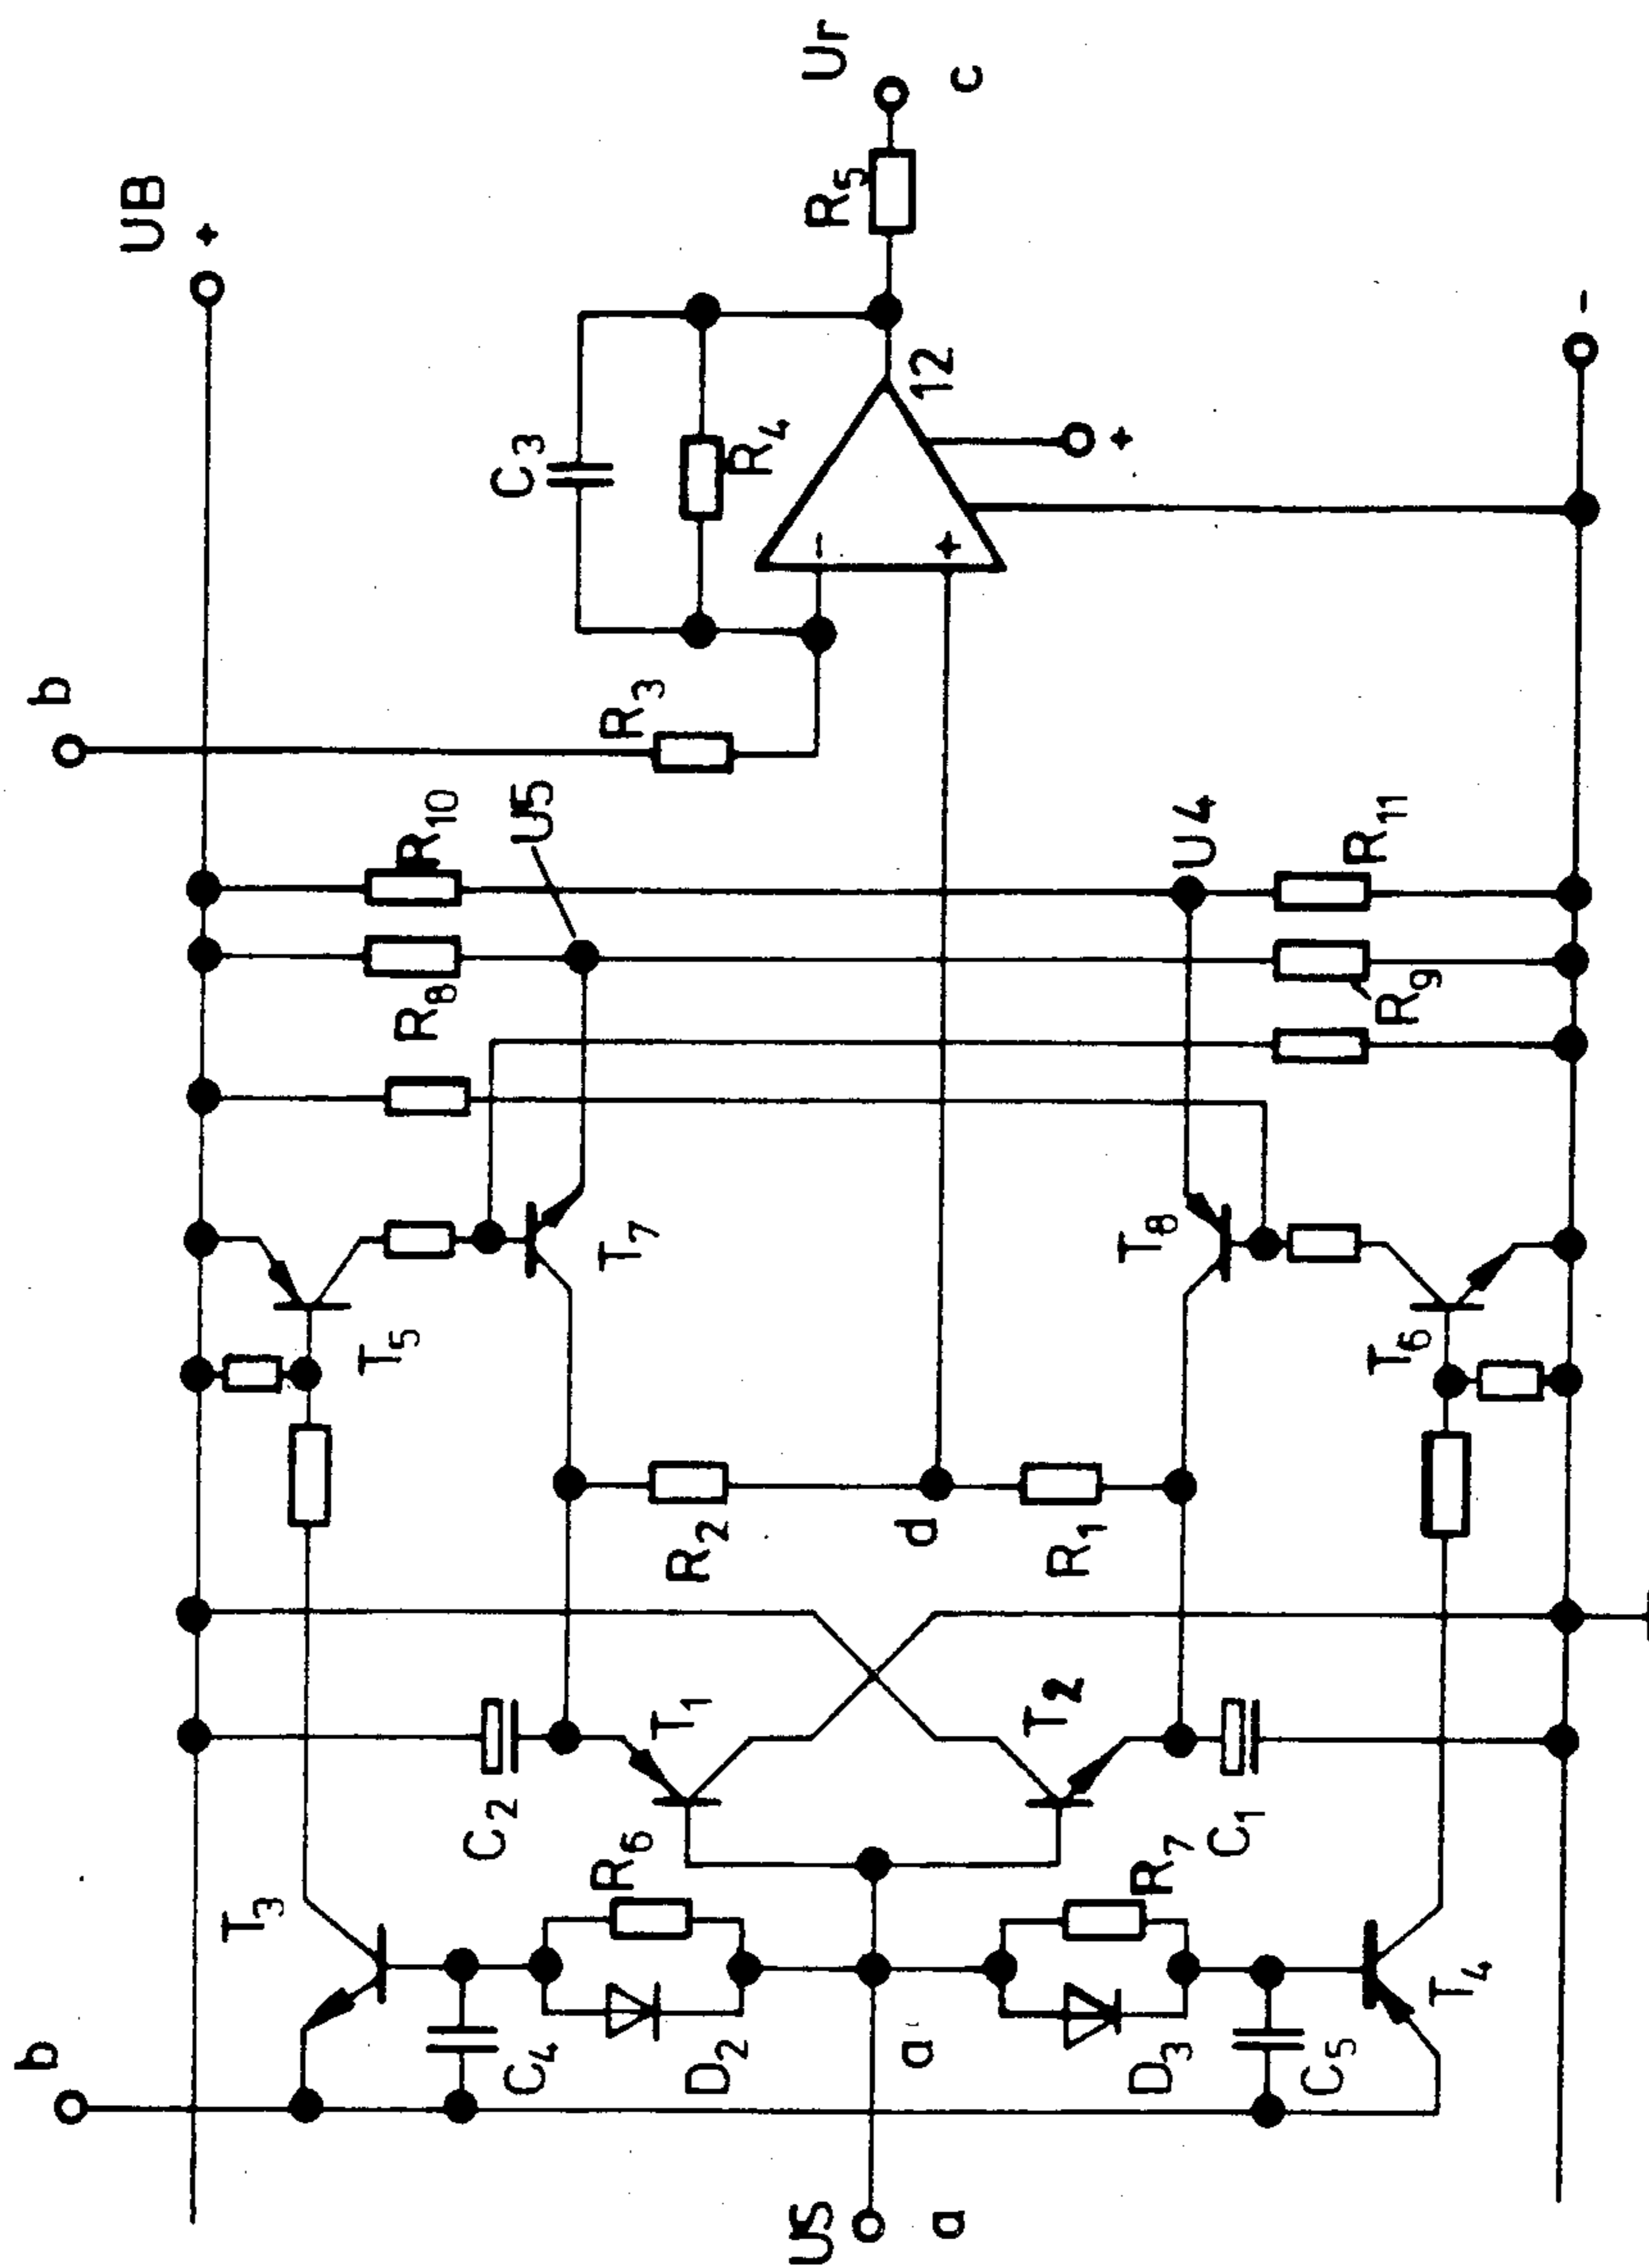 b
UB
+
Ur
c
R5
C3
R4
12
+
-
+
-
b
R3
R10
U5
U4
R11
R8
R9
T5
T7
T8
T6
R2
d
R1
T3
C2
T1
T2
C1
R6
R7
T4
C4
D2
a
D3
C5
US
a